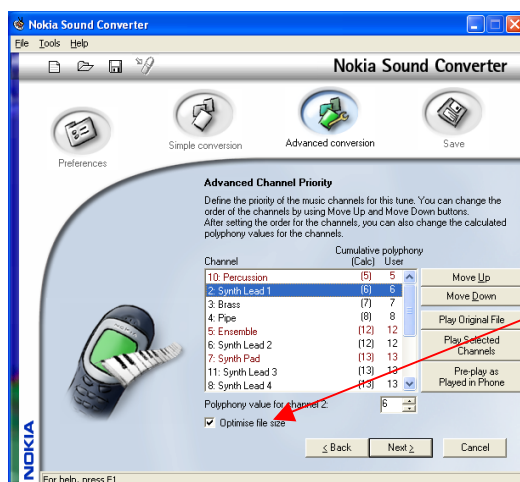 Nokia Sound Converter
File Tools Help
Nokia Sound Converter
Preferences
Simple conversion
Advanced conversion
Save
Advanced Channel Priority
Define the priority of the music channels for this tune. You can change the
order of the channels by using Move Up and Move Down buttons.
After setting the order for the channels, you can also change the calculated
polyphony values for the channels.
Cumulative polyphony
Channel (Calc) User
10: Percussion (5) 5
2: Synth Lead 1 (6) 6
3: Brass (7) 7
4: Pipe (8) 8
5: Ensemble (12) 12
6: Synth Lead 2 (12) 12
7: Synth Pad (13) 13
11: Synth Lead 3 (13) 13
8: Synth Lead 4 (13) 13
Move Up
Move Down
Play Original File
Play Selected
Channels
Pre-play as
Played in Phone
Polyphony value for channel 2: 6
Optimise file size
< Back Next > Cancel
NOKIA
For help, press F1